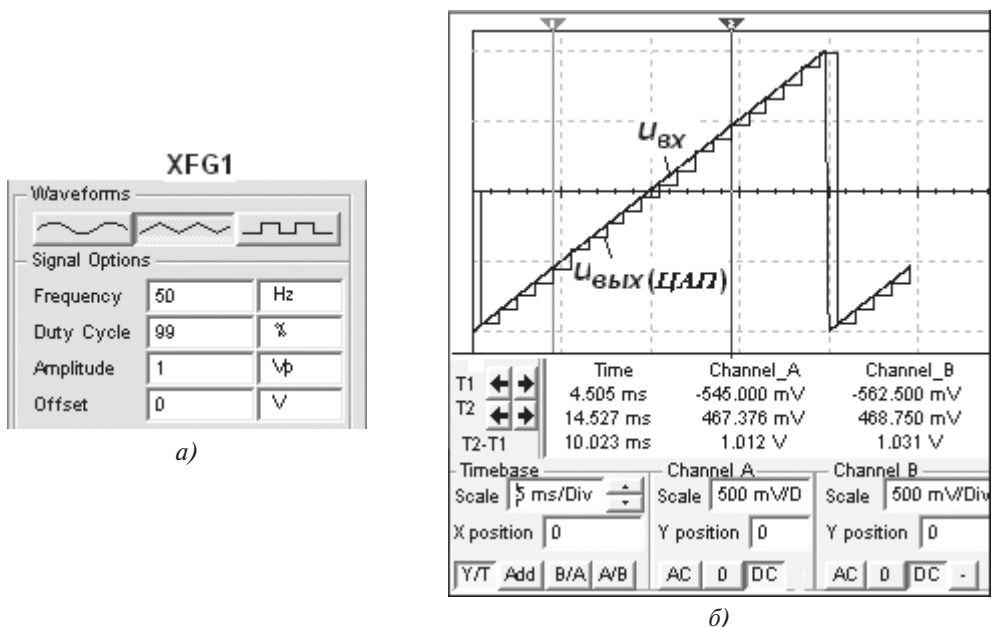 XFG1
Waveforms
Signal Options
Frequency 50 Hz
Duty Cycle 99 %
Amplitude 1 Vp
Offset 0 V
а)
1 2
uвх
uвых (ЦАП)
Time Channel_A Channel_B
T1 4.505 ms -545.000 mV -562.500 mV
T2 14.527 ms 467.376 mV 468.750 mV
T2-T1 10.023 ms 1.012 V 1.031 V
Timebase Channel A Channel B
Scale 5 ms/Div Scale 500 mV/D Scale 500 mV/Div
X position 0 Y position 0 Y position 0
Y/T Add B/A A/B AC 0 DC AC 0 DC -
б)